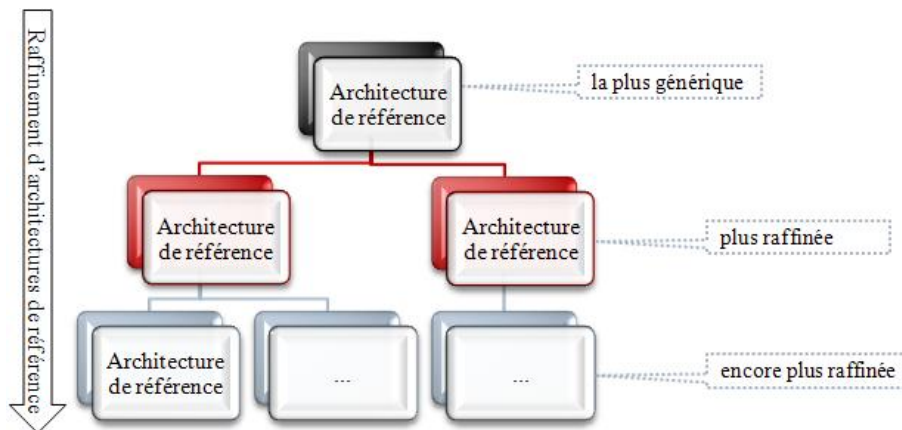 Raffinement d'architectures de référence
Architecture
de référence
la plus générique
Architecture
de référence
Architecture
de référence
plus raffinée
Architecture
de référence
...
...
encore plus raffinée